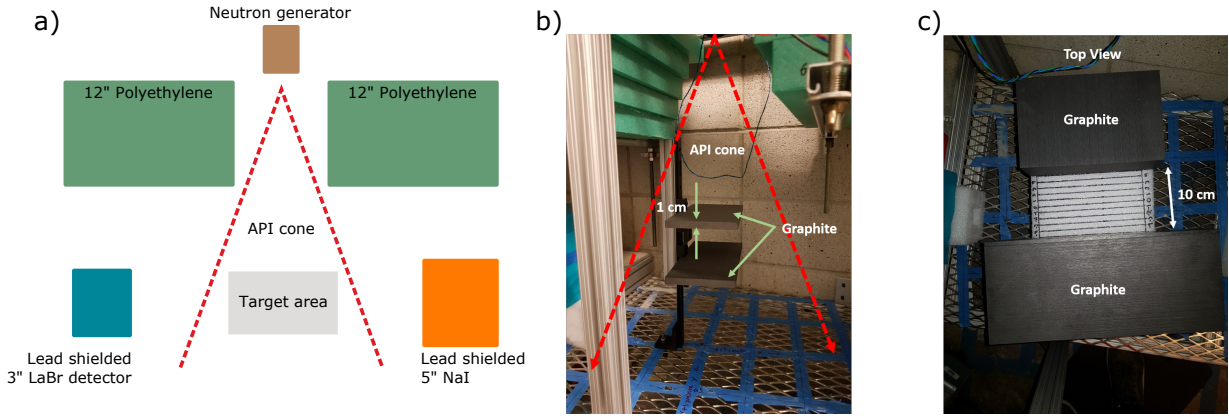 a)
Neutron generator
12" Polyethylene
12" Polyethylene
API cone
Target area
Lead shielded
3" LaBr detector
Lead shielded
5" NaI
b)
API cone
1 cm
Graphite
c)
Top View
Graphite
10 cm
Graphite